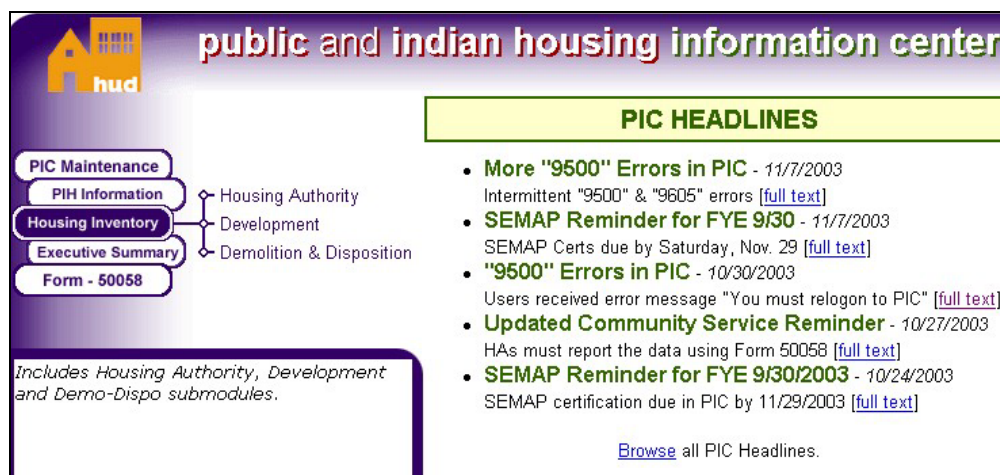 hud
public and indian housing information center
PIC Maintenance
PIH Information
Housing Inventory
Executive Summary
Form - 50058
Housing Authority
Development
Demolition & Disposition
Includes Housing Authority, Development
and Demo-Dispo submodules.
PIC HEADLINES
More "9500" Errors in PIC - 11/7/2003
Intermittent "9500" & "9605" errors [full text]
SEMAP Reminder for FYE 9/30 - 11/7/2003
SEMAP Certs due by Saturday, Nov. 29 [full text]
"9500" Errors in PIC - 10/30/2003
Users received error message "You must relogon to PIC" [full text]
Updated Community Service Reminder - 10/27/2003
HAs must report the data using Form 50058 [full text]
SEMAP Reminder for FYE 9/30/2003 - 10/24/2003
SEMAP certification due in PIC by 11/29/2003 [full text]
Browse all PIC Headlines.